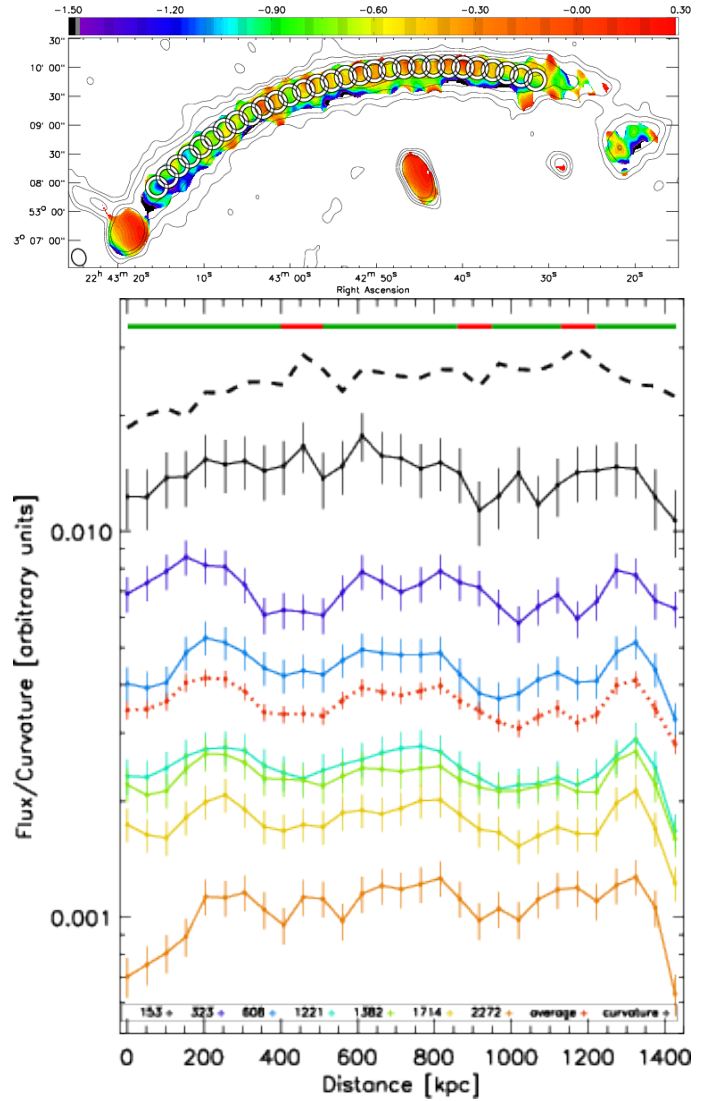 −1.50 −1.20 −0.90 −0.60 −0.30 −0.00 0.30
30"
10' 00"
30"
09' 00"
30"
08' 00"
53° 00'
3° 07' 00"
22ʰ 43ᵐ 20ˢ 10ˢ 43ᵐ 00ˢ 42ᵐ 50ˢ 40ˢ 30ˢ 20ˢ
Right Ascension
Flux/Curvature [arbitrary units]
0.010
0.001
153 323 608 1221 1382 1714 2272 average curvature
0 200 400 600 800 1000 1200 1400
Distance [kpc]